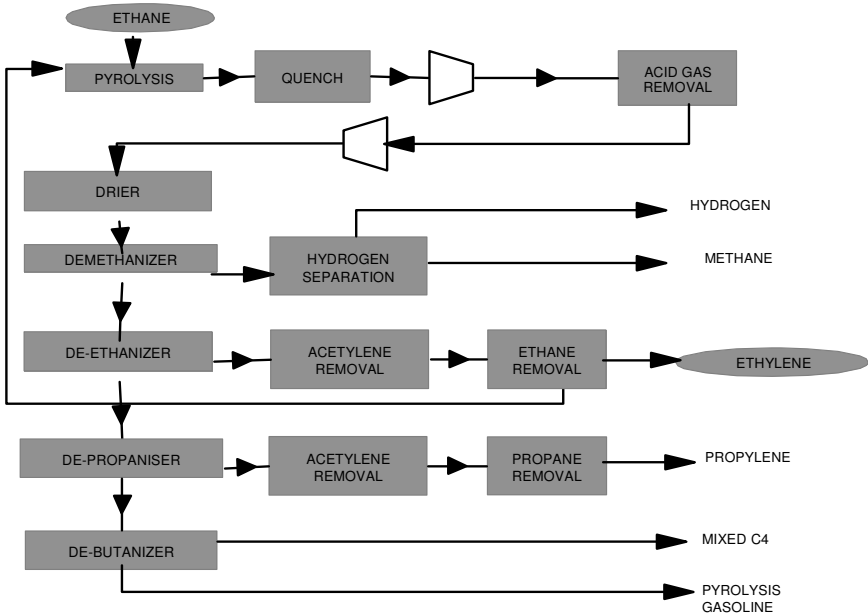 ETHANE
PYROLYSIS
QUENCH
ACID GAS
REMOVAL
DRIER
HYDROGEN
DEMETHANIZER
HYDROGEN
SEPARATION
METHANE
DE-ETHANIZER
ACETYLENE
REMOVAL
ETHANE
REMOVAL
ETHYLENE
DE-PROPANISER
ACETYLENE
REMOVAL
PROPANE
REMOVAL
PROPYLENE
DE-BUTANIZER
MIXED C4
PYROLYSIS
GASOLINE